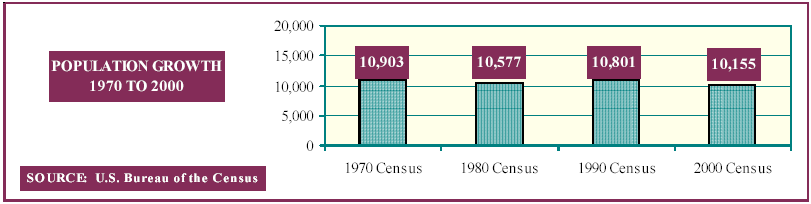 POPULATION GROWTH
1970 TO 2000
SOURCE: U.S. Bureau of the Census
20,000
15,000
10,000
5,000
0
10,903
10,577
10,801
10,155
1970 Census
1980 Census
1990 Census
2000 Census